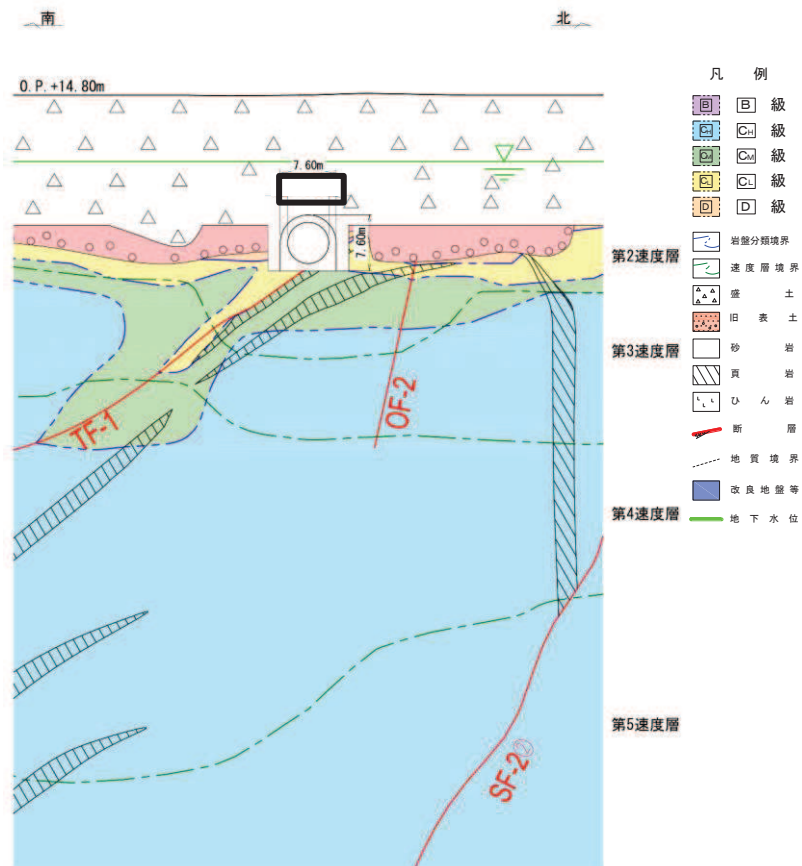 南
北
O.P.+14.80m
7.60m
7.60m
TF-1
OF-2
SF-2②
第2速度層
第3速度層
第4速度層
第5速度層
凡 例
B B 級
CH CH 級
CM CM 級
CL CL 級
D D 級
岩盤分類境界
速度層境界
盛 土
旧 表 土
砂 岩
頁 岩
ひ ん 岩
断 層
地 質 境 界
改 良 地 盤 等
地 下 水 位